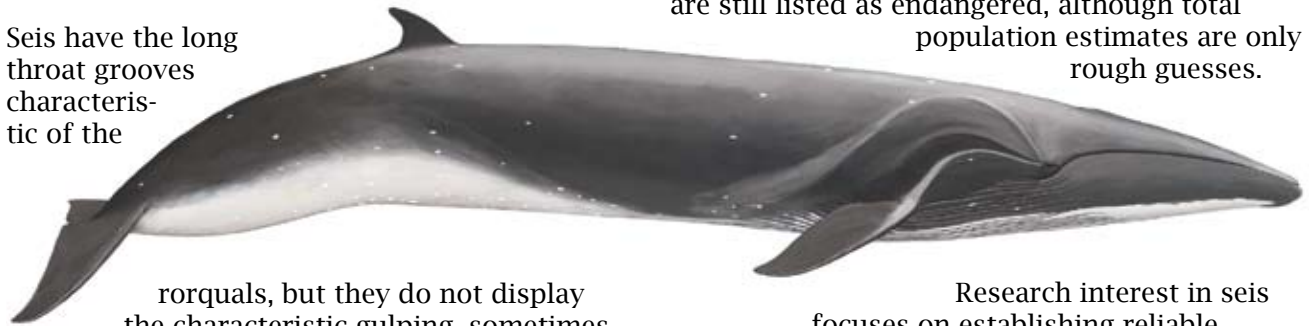 Seis have the long
throat grooves
characteris-
tic of the
rorquals, but they do not display
the characteristic gulping, sometimes
are still listed as endangered, although total
population estimates are only
rough guesses.
Research interest in seis
focuses on establishing reliable